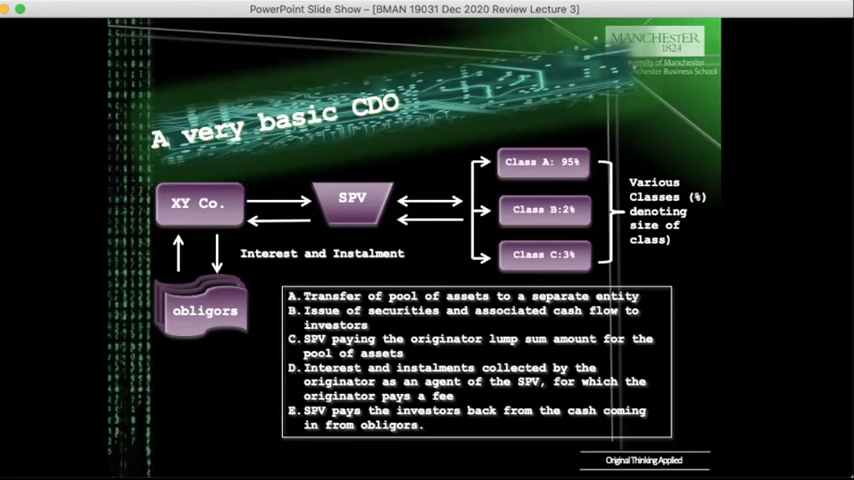 PowerPoint Slide Show – [BMAN 19031 Dec 2020 Review Lecture 3]
MANCHESTER
1824
University of Manchester
Manchester Business School
A very basic CDO
XY Co.
SPV
Class A: 95%
Class B:2%
Class C:3%
Various
Classes (%)
denoting
size of
class)
Interest and Instalment
obligors
A. Transfer of pool of assets to a separate entity
B. Issue of securities and associated cash flow to
investors
C. SPV paying the originator lump sum amount for the
pool of assets
D. Interest and instalments collected by the
originator as an agent of the SPV, for which the
originator pays a fee
E. SPV pays the investors back from the cash coming
in from obligors.
Original Thinking Applied